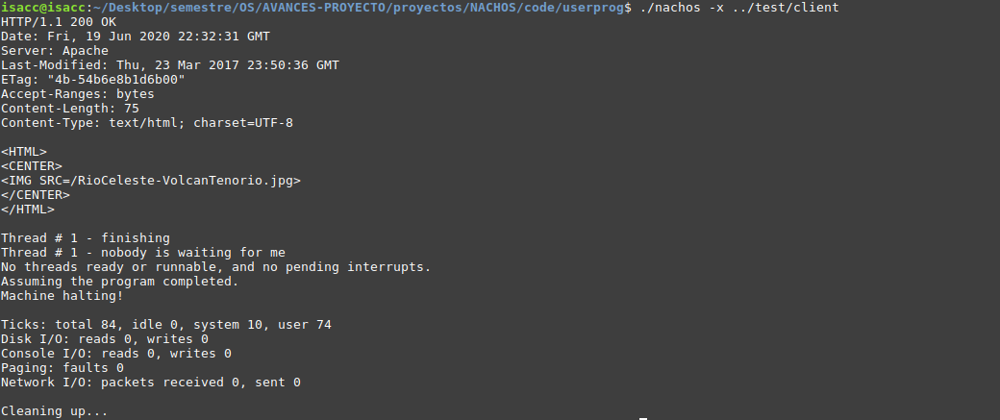 isacc@isacc:~/Desktop/semestre/OS/AVANCES-PROYECTO/proyectos/NACHOS/code/userprog$ ./nachos -x ../test/client
HTTP/1.1 200 OK
Date: Fri, 19 Jun 2020 22:32:31 GMT
Server: Apache
Last-Modified: Thu, 23 Mar 2017 23:50:36 GMT
ETag: "4b-54b6e8b1d6b00"
Accept-Ranges: bytes
Content-Length: 75
Content-Type: text/html; charset=UTF-8

<HTML>
<CENTER>
<IMG SRC=/RioCeleste-VolcanTenorio.jpg>
</CENTER>
</HTML>

Thread # 1 - finishing
Thread # 1 - nobody is waiting for me
No threads ready or runnable, and no pending interrupts.
Assuming the program completed.
Machine halting!

Ticks: total 84, idle 0, system 10, user 74
Disk I/O: reads 0, writes 0
Console I/O: reads 0, writes 0
Paging: faults 0
Network I/O: packets received 0, sent 0

Cleaning up...